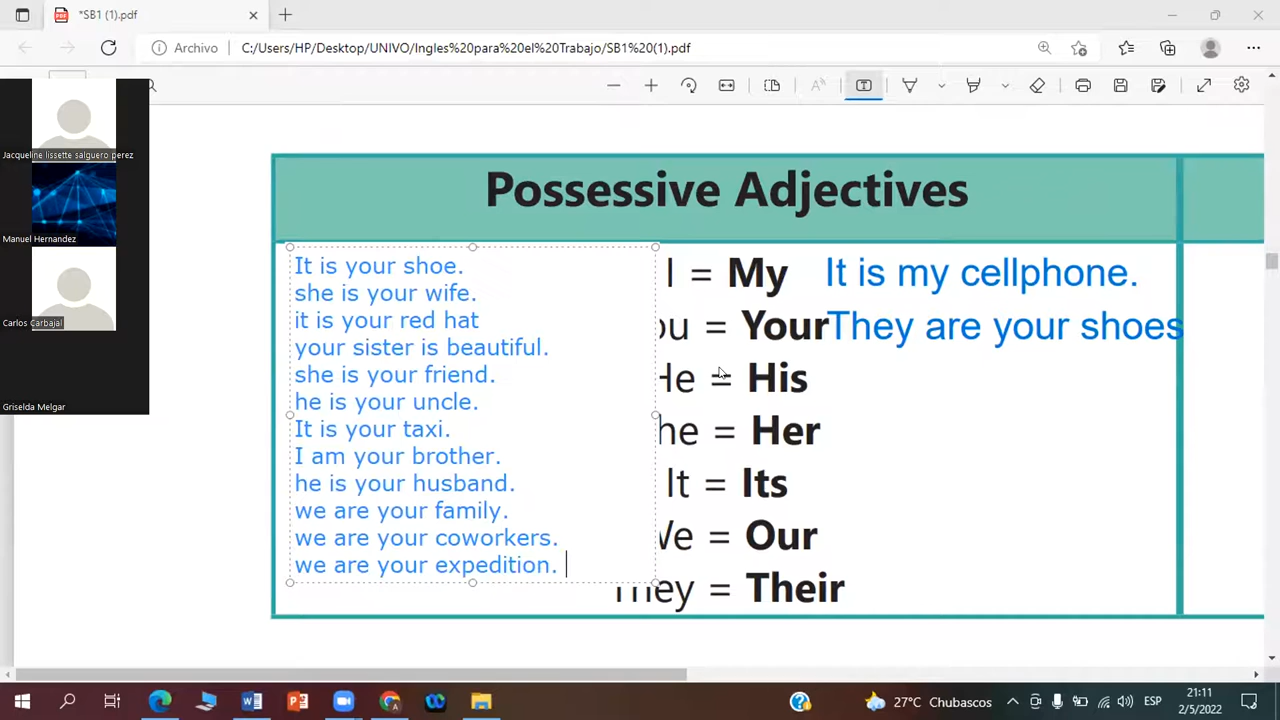 *SB1 (1).pdf
Archivo
C:/Users/HP/Desktop/UNIVO/Ingles%20para%20el%20Trabajo/SB1%20(1).pdf
Jacqueline lissette salguero perez
Manuel Hernandez
Carlos Carbajal
Griselda Melgar
Possessive Adjectives
It is your shoe.
she is your wife.
it is your red hat
your sister is beautiful.
she is your friend.
he is your uncle.
It is your taxi.
I am your brother.
he is your husband.
we are your family.
we are your coworkers.
we are your expedition.
I = My It is my cellphone.
ou = Your They are your shoes
He = His
he = Her
It = Its
We = Our
They = Their
27°C Chubascos
ESP
21:11
2/5/2022